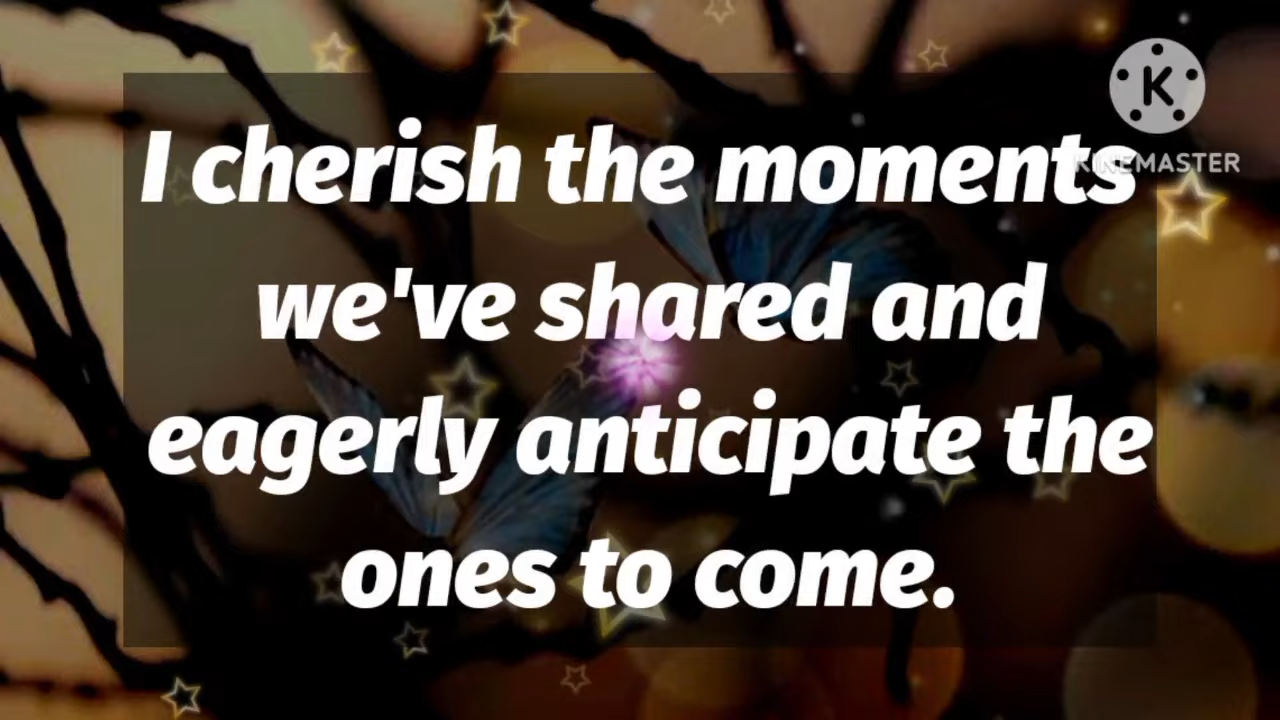 K
KINEMASTER
I cherish the moments
we've shared and
eagerly anticipate the
ones to come.